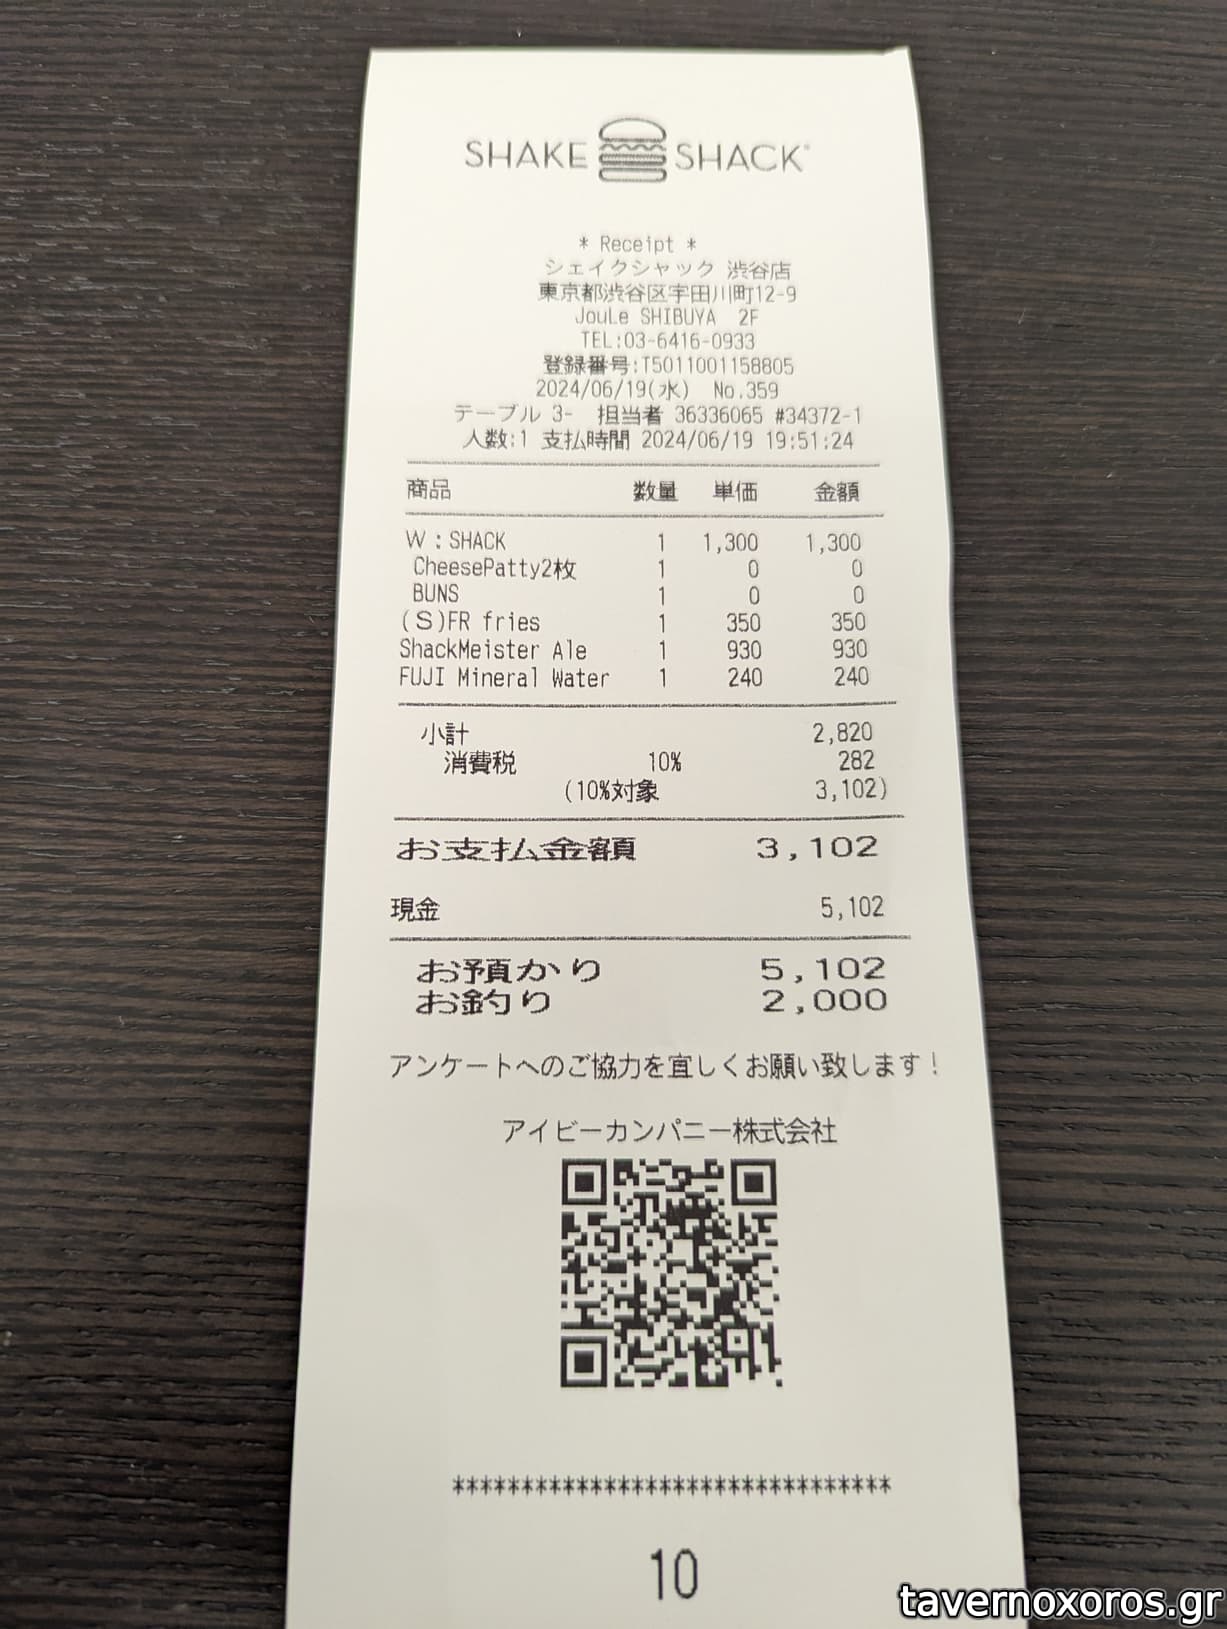 SHAKE SHACK
* Receipt *
シェイクシャック 渋谷店
東京都渋谷区宇田川町12-9
JouLe SHIBUYA 2F
TEL:03-6416-0933
登録番号:T5011001158805
2024/06/19(水) No.359
テーブル 3- 担当者 36336065 #34372-1
人数:1 支払時間 2024/06/19 19:51:24
商品 数量 単価 金額
W：SHACK 1 1,300 1,300
CheesePatty2枚 1 0 0
BUNS 1 0 0
(S)FR fries 1 350 350
ShackMeister Ale 1 930 930
FUJI Mineral Water 1 240 240
小計 2,820
消費税 10% 282
(10%対象 3,102)
お支払金額 3,102
現金 5,102
お預かり 5,102
お釣り 2,000
アンケートへのご協力を宜しくお願い致します！
アイビーカンパニー株式会社
********************************
10
tavernoxoros.gr